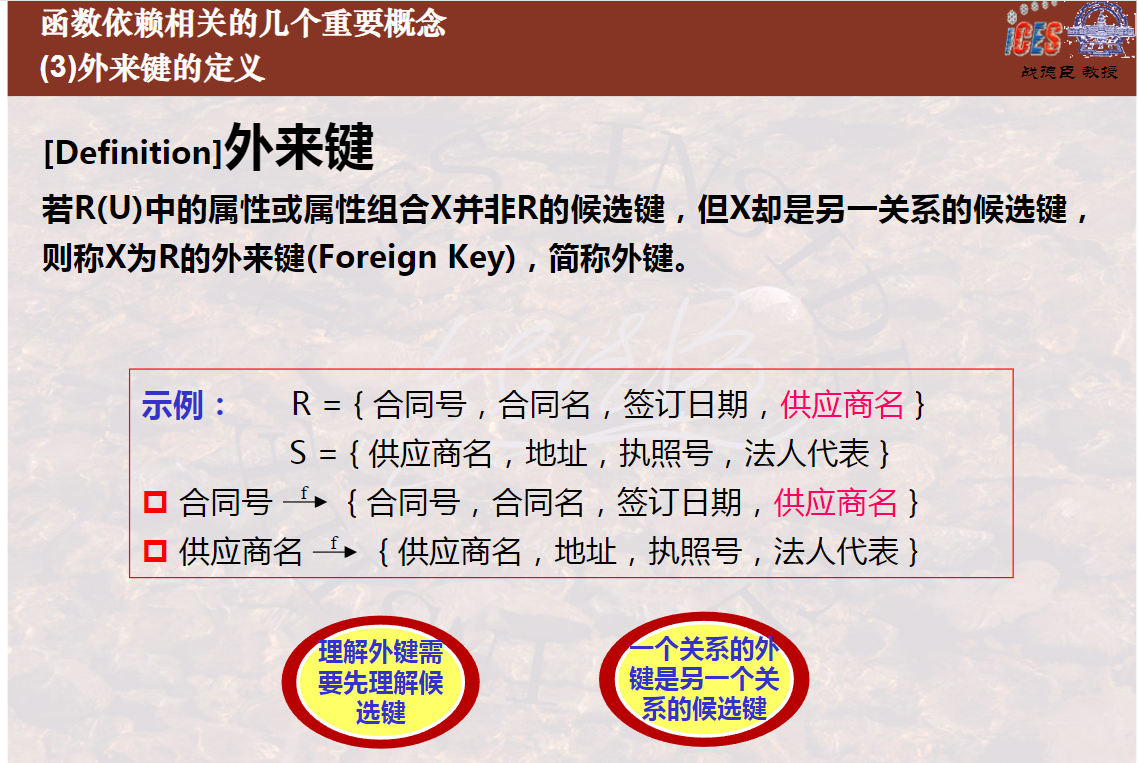 函数依赖相关的几个重要概念
(3)外来键的定义
iCES
战德臣 教授
[Definition]外来键
若R(U)中的属性或属性组合X并非R的候选键，但X却是另一关系的候选键，
则称X为R的外来键(Foreign Key)，简称外键。
示例： R = { 合同号，合同名，签订日期，供应商名 }
S = { 供应商名，地址，执照号，法人代表 }
合同号 f { 合同号，合同名，签订日期，供应商名 }
供应商名 f { 供应商名，地址，执照号，法人代表 }
理解外键需
要先理解候
选键
一个关系的外
键是另一个关
系的候选键